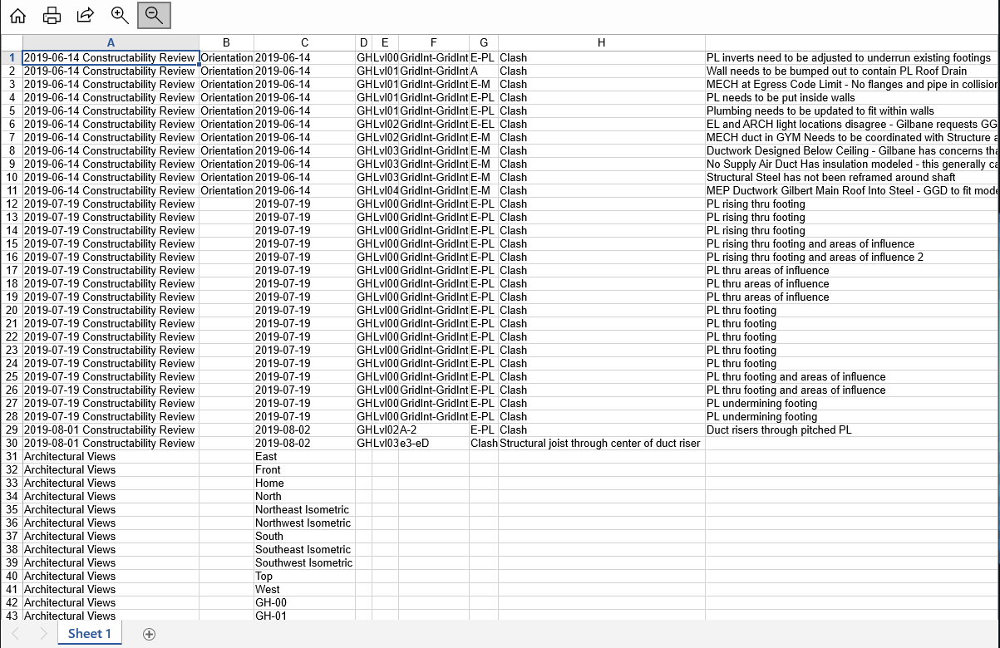 A B C D E F G H
1 2019-06-14 Constructability Review Orientation 2019-06-14 GH Lvl00 GridInt-GridInt E-PL Clash PL inverts need to be adjusted to underrun existing footings
2 2019-06-14 Constructability Review Orientation 2019-06-14 GH Lvl01 GridInt-GridInt A Clash Wall needs to be bumped out to contain PL Roof Drain
3 2019-06-14 Constructability Review Orientation 2019-06-14 GH Lvl01 GridInt-GridInt E-M Clash MECH at Egress Code Limit - No flanges and pipe in collision
4 2019-06-14 Constructability Review Orientation 2019-06-14 GH Lvl01 GridInt-GridInt E-PL Clash PL needs to be put inside walls
5 2019-06-14 Constructability Review Orientation 2019-06-14 GH Lvl01 GridInt-GridInt E-PL Clash Plumbing needs to be updated to fit within walls
6 2019-06-14 Constructability Review Orientation 2019-06-14 GH Lvl02 GridInt-GridInt E-EL Clash EL and ARCH light locations disagree - Gilbane requests GG
7 2019-06-14 Constructability Review Orientation 2019-06-14 GH Lvl02 GridInt-GridInt E-M Clash MECH duct in GYM Needs to be coordinated with Structure a
8 2019-06-14 Constructability Review Orientation 2019-06-14 GH Lvl03 GridInt-GridInt E-M Clash Ductwork Designed Below Ceiling - Gilbane has concerns tha
9 2019-06-14 Constructability Review Orientation 2019-06-14 GH Lvl03 GridInt-GridInt E-M Clash No Supply Air Duct Has insulation modeled - this generally ca
10 2019-06-14 Constructability Review Orientation 2019-06-14 GH Lvl03 GridInt-GridInt E-M Clash Structural Steel has not been reframed around shaft
11 2019-06-14 Constructability Review Orientation 2019-06-14 GH Lvl04 GridInt-GridInt E-M Clash MEP Ductwork Gilbert Main Roof Into Steel - GGD to fit mode
12 2019-07-19 Constructability Review 2019-07-19 GH Lvl00 GridInt-GridInt E-PL Clash PL rising thru footing
13 2019-07-19 Constructability Review 2019-07-19 GH Lvl00 GridInt-GridInt E-PL Clash PL rising thru footing
14 2019-07-19 Constructability Review 2019-07-19 GH Lvl00 GridInt-GridInt E-PL Clash PL rising thru footing
15 2019-07-19 Constructability Review 2019-07-19 GH Lvl00 GridInt-GridInt E-PL Clash PL rising thru footing and areas of influence
16 2019-07-19 Constructability Review 2019-07-19 GH Lvl00 GridInt-GridInt E-PL Clash PL rising thru footing and areas of influence 2
17 2019-07-19 Constructability Review 2019-07-19 GH Lvl00 GridInt-GridInt E-PL Clash PL thru areas of influence
18 2019-07-19 Constructability Review 2019-07-19 GH Lvl00 GridInt-GridInt E-PL Clash PL thru areas of influence
19 2019-07-19 Constructability Review 2019-07-19 GH Lvl00 GridInt-GridInt E-PL Clash PL thru areas of influence
20 2019-07-19 Constructability Review 2019-07-19 GH Lvl00 GridInt-GridInt E-PL Clash PL thru footing
21 2019-07-19 Constructability Review 2019-07-19 GH Lvl00 GridInt-GridInt E-PL Clash PL thru footing
22 2019-07-19 Constructability Review 2019-07-19 GH Lvl00 GridInt-GridInt E-PL Clash PL thru footing
23 2019-07-19 Constructability Review 2019-07-19 GH Lvl00 GridInt-GridInt E-PL Clash PL thru footing
24 2019-07-19 Constructability Review 2019-07-19 GH Lvl00 GridInt-GridInt E-PL Clash PL thru footing
25 2019-07-19 Constructability Review 2019-07-19 GH Lvl00 GridInt-GridInt E-PL Clash PL thru footing and areas of influence
26 2019-07-19 Constructability Review 2019-07-19 GH Lvl00 GridInt-GridInt E-PL Clash PL thru footing and areas of influence
27 2019-07-19 Constructability Review 2019-07-19 GH Lvl00 GridInt-GridInt E-PL Clash PL undermining footing
28 2019-07-19 Constructability Review 2019-07-19 GH Lvl00 GridInt-GridInt E-PL Clash PL undermining footing
29 2019-08-01 Constructability Review 2019-08-02 GH Lvl02 A-2 E-PL Clash Duct risers through pitched PL
30 2019-08-01 Constructability Review 2019-08-02 GH Lvl03 e3-eD Clash Structural joist through center of duct riser
31 Architectural Views East
32 Architectural Views Front
33 Architectural Views Home
34 Architectural Views North
35 Architectural Views Northeast Isometric
36 Architectural Views Northwest Isometric
37 Architectural Views South
38 Architectural Views Southeast Isometric
39 Architectural Views Southwest Isometric
40 Architectural Views Top
41 Architectural Views West
42 Architectural Views GH-00
43 Architectural Views GH-01
Sheet 1